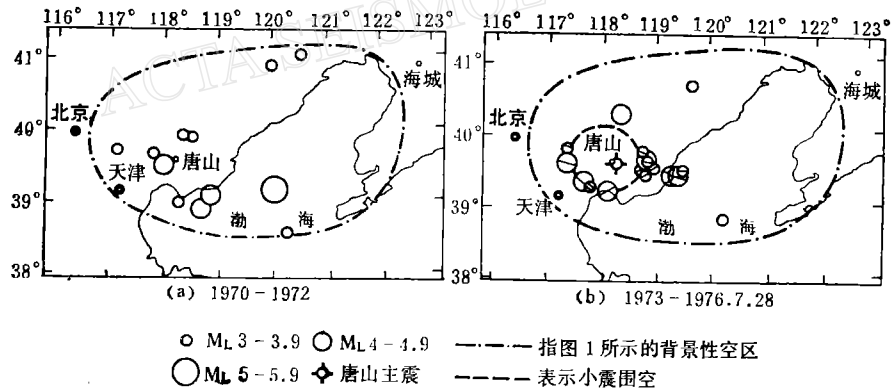 116° 118° 120° 122° 123°
41°
40°
39°
38°
北京
天津
唐山
海城
渤 海
(a) 1970－1972
116° 117° 118° 119° 120° 121° 122° 123°
41°
40°
39°
38°
北京
天津
唐山
海城
渤 海
(b) 1973－1976.7.28
ML 3－3.9 ML 4－4.9 指图1所示的背景性空区
ML 5－5.9 唐山主震 表示小震围空
ACTA SEISMOL